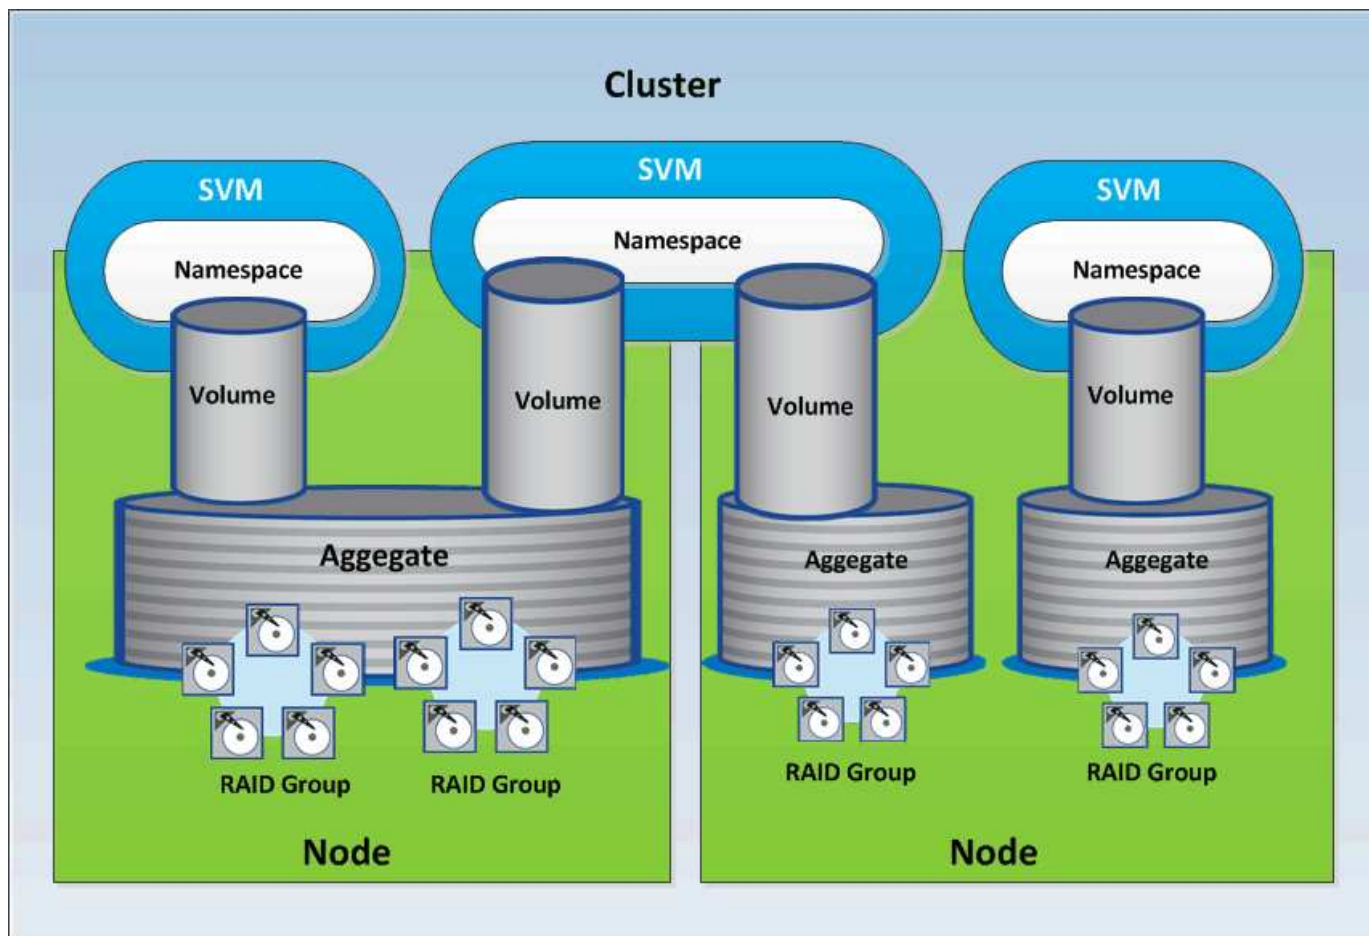 Cluster
SVM
SVM
SVM
Namespace
Namespace
Namespace
Volume
Volume
Volume
Volume
Aggegate
Aggegate
Aggegate
RAID Group
RAID Group
RAID Group
RAID Group
Node
Node